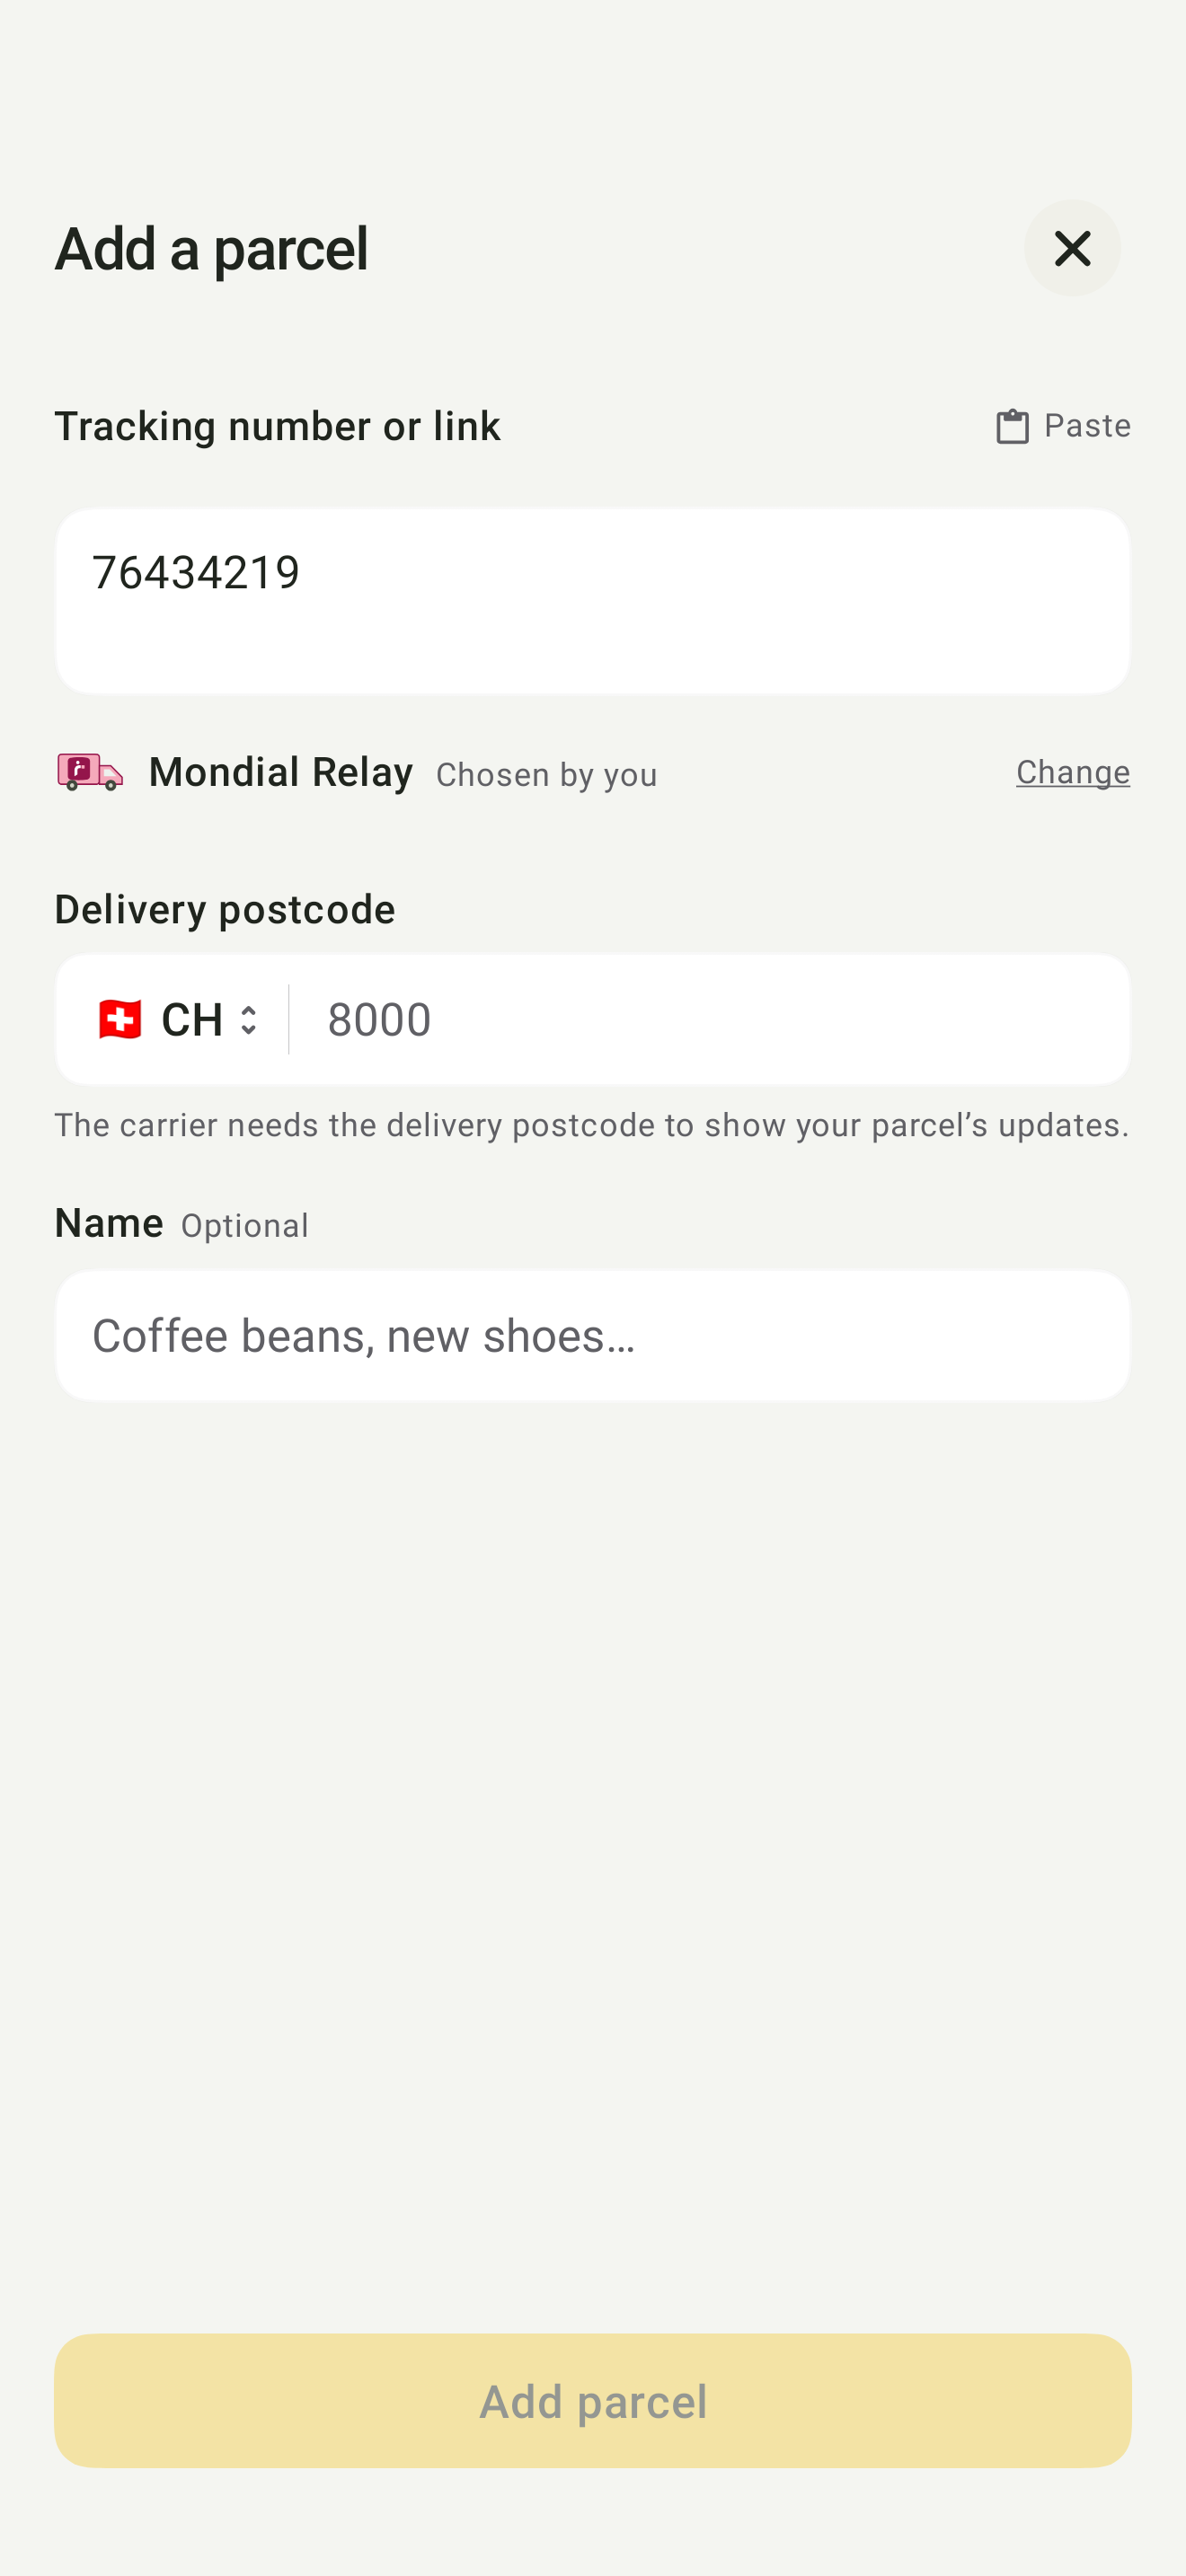 Add a parcel
Tracking number or link
Paste
76434219
Mondial Relay Chosen by you
Change
Delivery postcode
🇨🇭 CH 8000
The carrier needs the delivery postcode to show your parcel’s updates.
Name Optional
Coffee beans, new shoes…
Add parcel